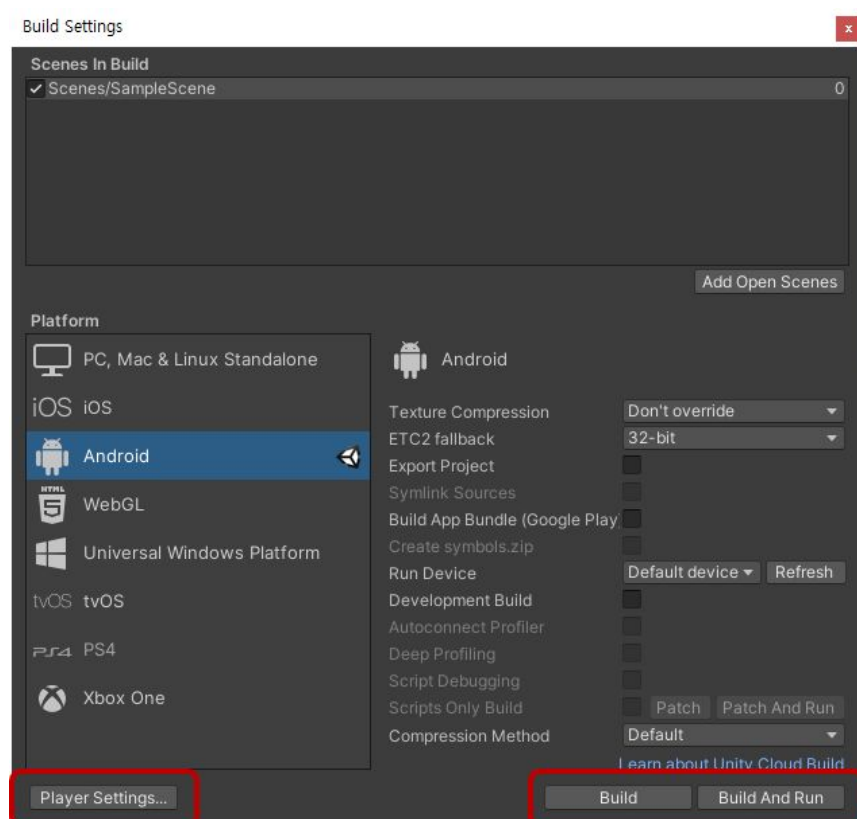 Build Settings
x
Scenes In Build
Scenes/SampleScene 0
Add Open Scenes
Platform
PC, Mac & Linux Standalone
iOS iOS
Android
HTML 5 WebGL
Universal Windows Platform
tvOS tvOS
PS4 PS4
Xbox One
Android
Texture Compression Don't override
ETC2 fallback 32-bit
Export Project
Symlink Sources
Build App Bundle (Google Play)
Create symbols.zip
Run Device Default device Refresh
Development Build
Autoconnect Profiler
Deep Profiling
Script Debugging
Scripts Only Build Patch Patch And Run
Compression Method Default
Learn about Unity Cloud Build
Player Settings... Build Build And Run